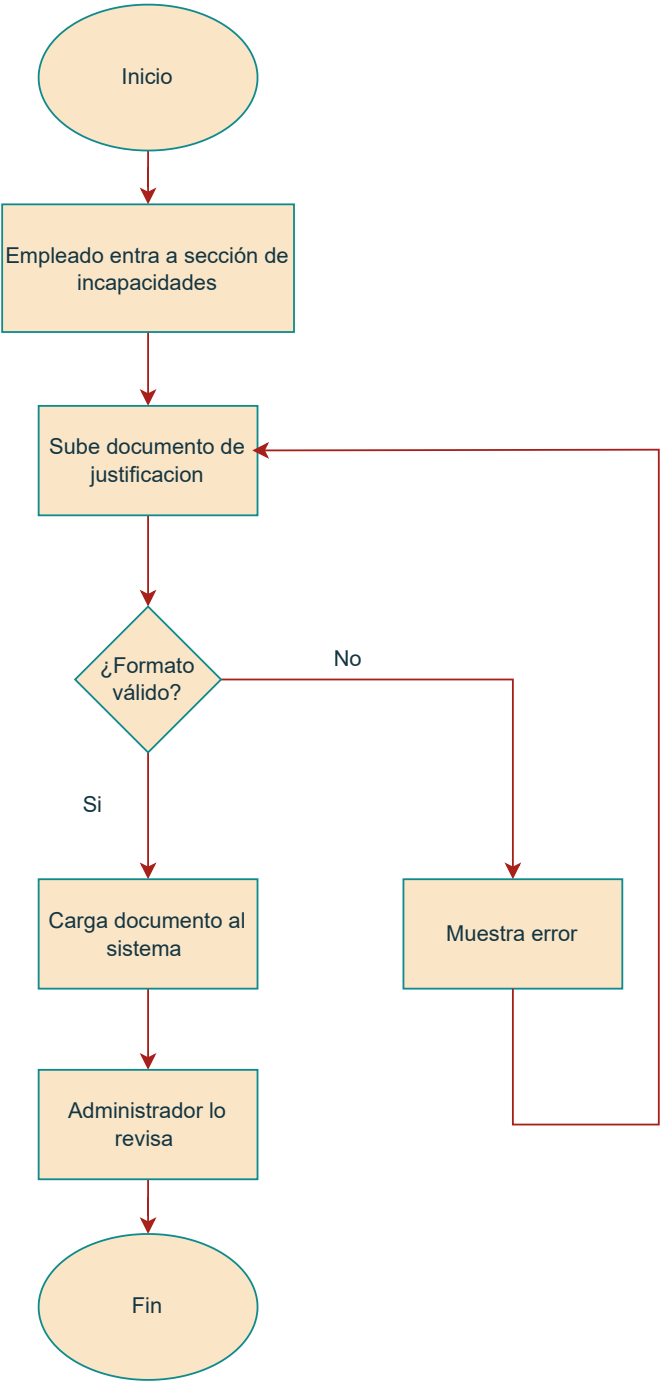 Inicio
Empleado entra a sección de
incapacidades
Sube documento de
justificacion
¿Formato
válido?
No
Si
Carga documento al
sistema
Muestra error
Administrador lo
revisa
Fin